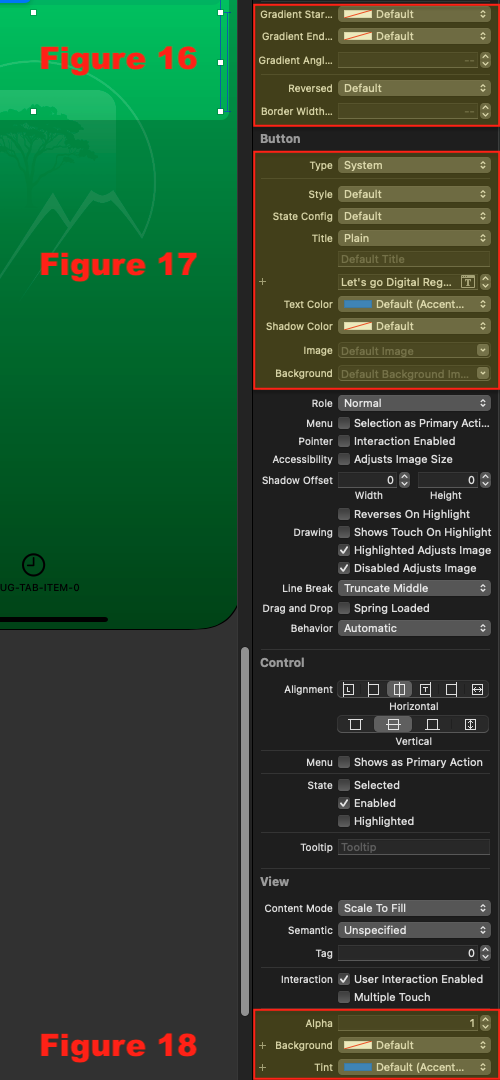 Gradient Star... Default
Figure 16
Gradient End... Default
Gradient Angl... --
Reversed Default
Border Width... --
Button
Type System
Style Default
State Config Default
Title Plain
Default Title
Figure 17
+ Let's go Digital Reg... T
Text Color Default (Accent...
Shadow Color Default
Image Default Image
Background Default Background Im...
Role Normal
Menu Selection as Primary Acti...
Pointer Interaction Enabled
Accessibility Adjusts Image Size
Shadow Offset 0 0
Width Height
Reverses On Highlight
Drawing Shows Touch On Highlight
Highlighted Adjusts Image
Disabled Adjusts Image
UG-TAB-ITEM-0
Line Break Truncate Middle
Drag and Drop Spring Loaded
Behavior Automatic
Control
Alignment L T
Horizontal
Vertical
Menu Shows as Primary Action
State Selected
Enabled
Highlighted
Tooltip Tooltip
View
Content Mode Scale To Fill
Semantic Unspecified
Tag 0
Interaction User Interaction Enabled
Multiple Touch
Alpha 1
Figure 18
+ Background Default
+ Tint Default (Accent...